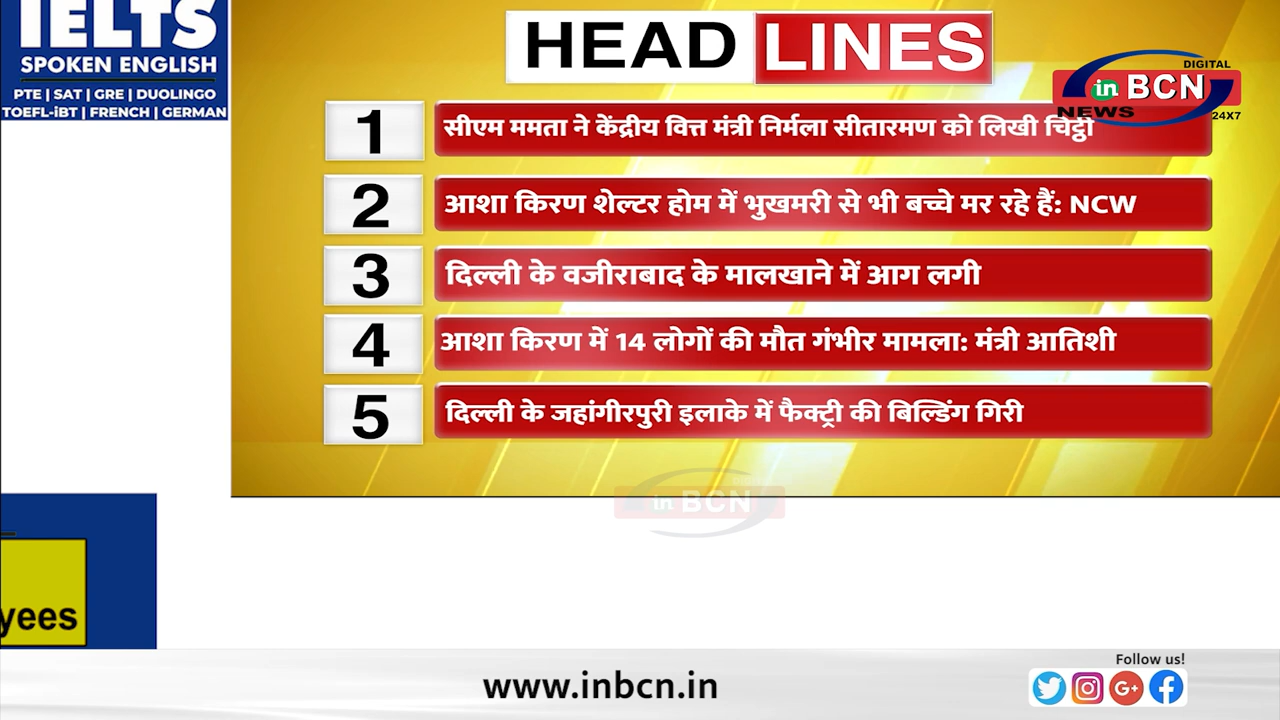 IELTS
SPOKEN ENGLISH
PTE | SAT | GRE | DUOLINGO
TOEFL-iBT | FRENCH | GERMAN
HEAD LINES
DIGITAL
in BCN
NEWS
24X7
1 सीएम ममता ने केंद्रीय वित्त मंत्री निर्मला सीतारमण को लिखी चिट्ठी
2 आशा किरण शेल्टर होम में भुखमरी से भी बच्चे मर रहे हैं: NCW
3 दिल्ली के वजीराबाद के मालखाने में आग लगी
4 आशा किरण में 14 लोगों की मौत गंभीर मामला: मंत्री आतिशी
5 दिल्ली के जहांगीरपुरी इलाके में फैक्ट्री की बिल्डिंग गिरी
in BCN
yees
Follow us!
www.inbcn.in